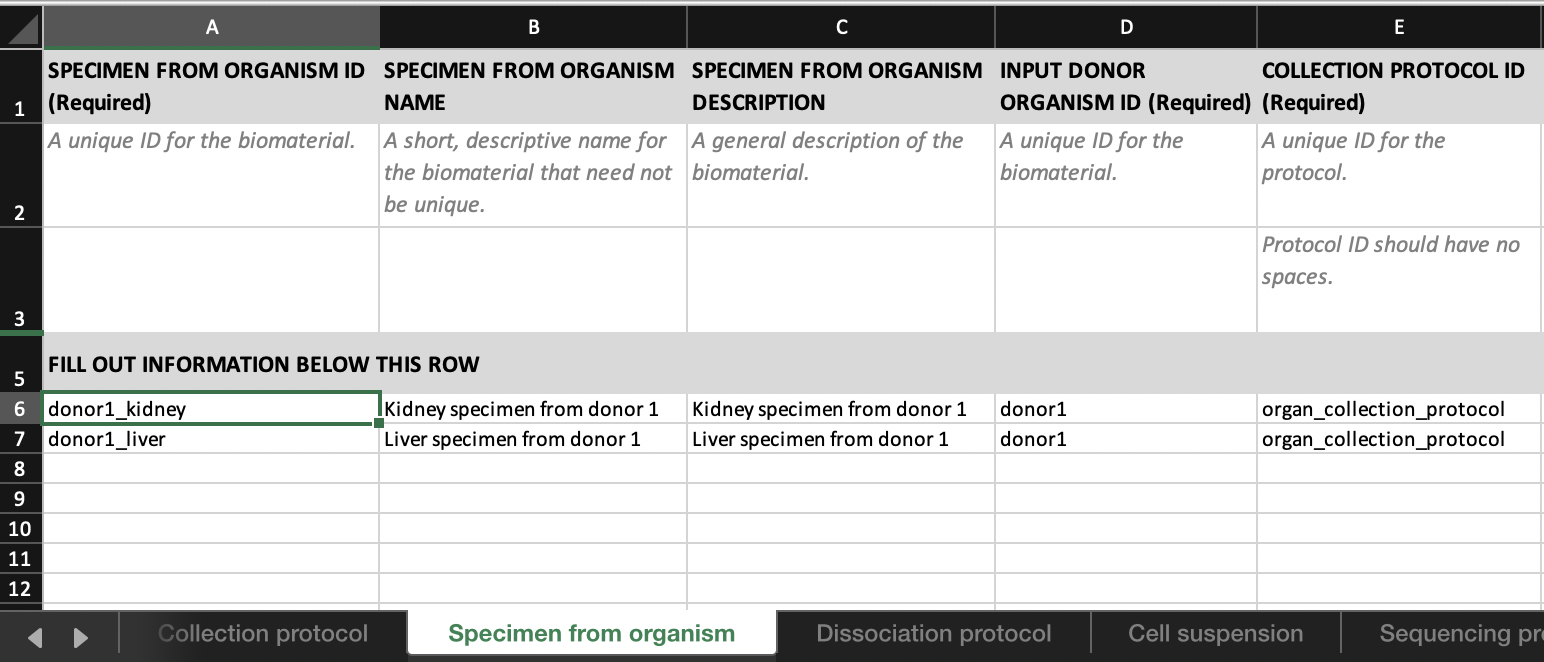 A B C D E
1
SPECIMEN FROM ORGANISM ID (Required)
SPECIMEN FROM ORGANISM NAME
SPECIMEN FROM ORGANISM DESCRIPTION
INPUT DONOR ORGANISM ID (Required)
COLLECTION PROTOCOL ID (Required)
2
A unique ID for the biomaterial.
A short, descriptive name for the biomaterial that need not be unique.
A general description of the biomaterial.
A unique ID for the biomaterial.
A unique ID for the protocol.
3
Protocol ID should have no spaces.
5 FILL OUT INFORMATION BELOW THIS ROW
6 donor1_kidney Kidney specimen from donor 1 Kidney specimen from donor 1 donor1 organ_collection_protocol
7 donor1_liver Liver specimen from donor 1 Liver specimen from donor 1 donor1 organ_collection_protocol
8
9
10
11
12
Collection protocol Specimen from organism Dissociation protocol Cell suspension Sequencing